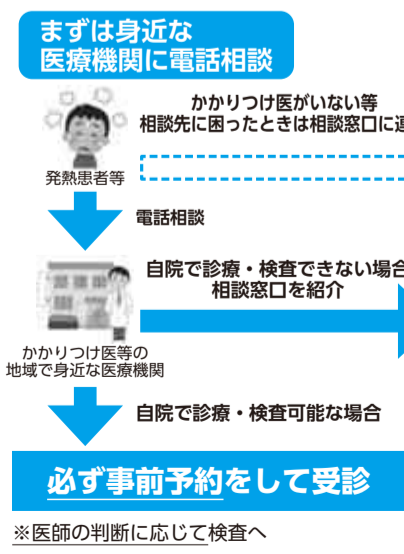 まずは身近な
医療機関に電話相談
かかりつけ医がいない等
相談先に困ったときは相談窓口に連
発熱患者等
電話相談
自院で診療・検査できない場合
相談窓口を紹介
かかりつけ医等の
地域で身近な医療機関
自院で診療・検査可能な場合
必ず事前予約をして受診
※医師の判断に応じて検査へ